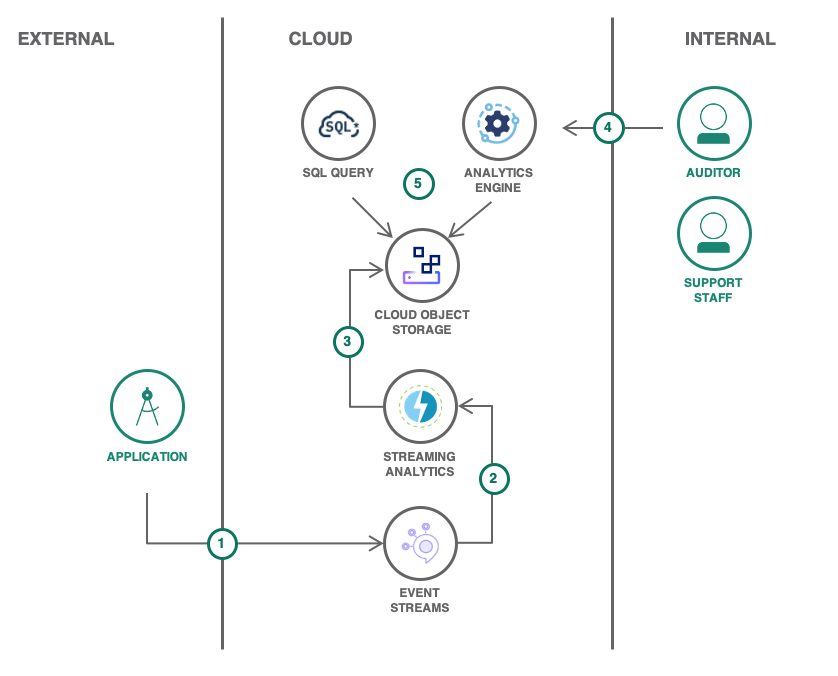 EXTERNAL
CLOUD
INTERNAL
SQL
SQL QUERY
ANALYTICS
ENGINE
4
AUDITOR
5
SUPPORT
STAFF
CLOUD OBJECT
STORAGE
3
APPLICATION
STREAMING
ANALYTICS
2
1
EVENT
STREAMS